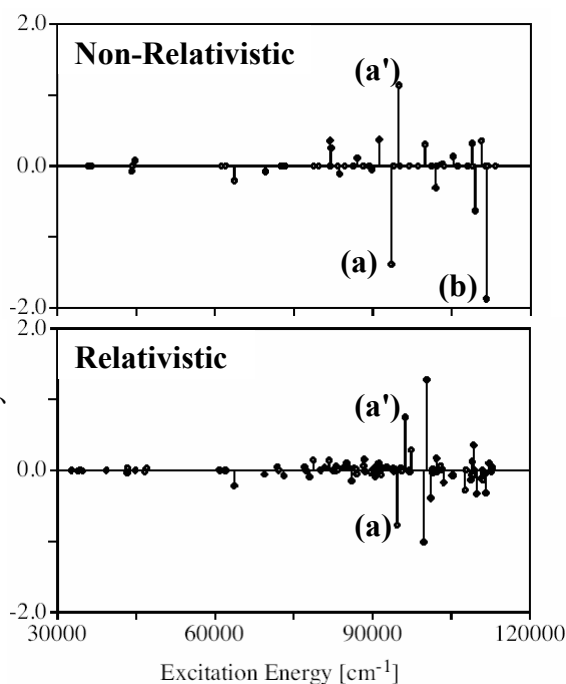 2.0
Non-Relativistic
(a')
0.0
(a)
(b)
-2.0
2.0
Relativistic
(a')
0.0
(a)
-2.0
30000 60000 90000 120000
Excitation Energy [cm-1]